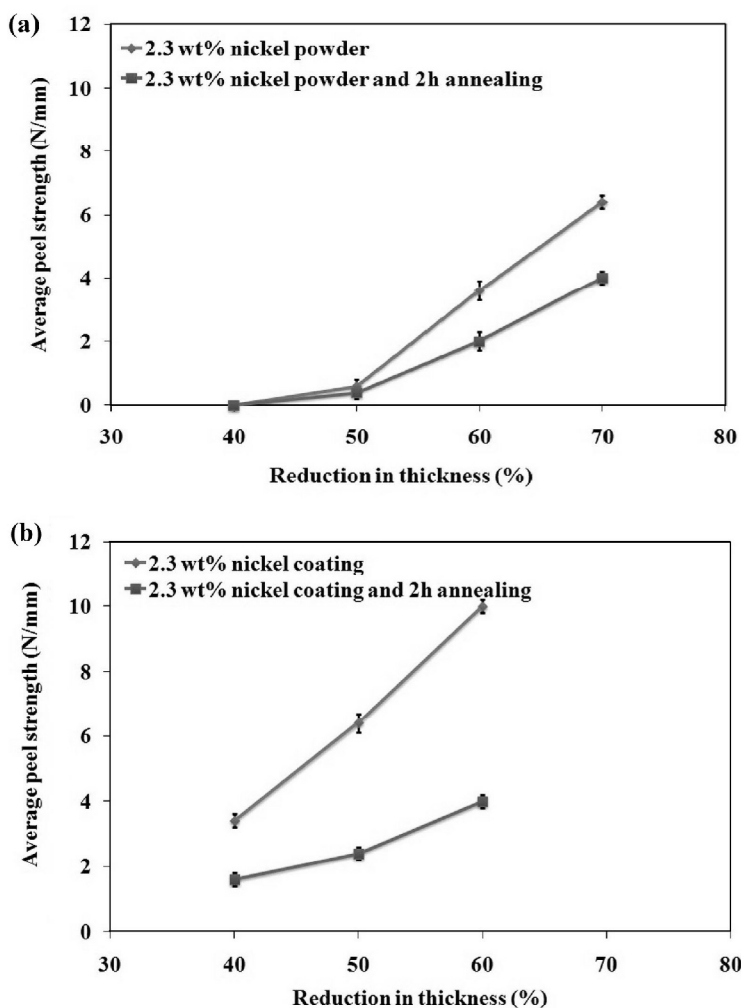 (a)
12
10
8
6
4
2
0
Average peel strength (N/mm)
2.3 wt% nickel powder
2.3 wt% nickel powder and 2h annealing
30 40 50 60 70 80
Reduction in thickness (%)
(b)
12
10
8
6
4
2
0
Average peel strength (N/mm)
2.3 wt% nickel coating
2.3 wt% nickel coating and 2h annealing
30 40 50 60 70 80
Reduction in thickness (%)